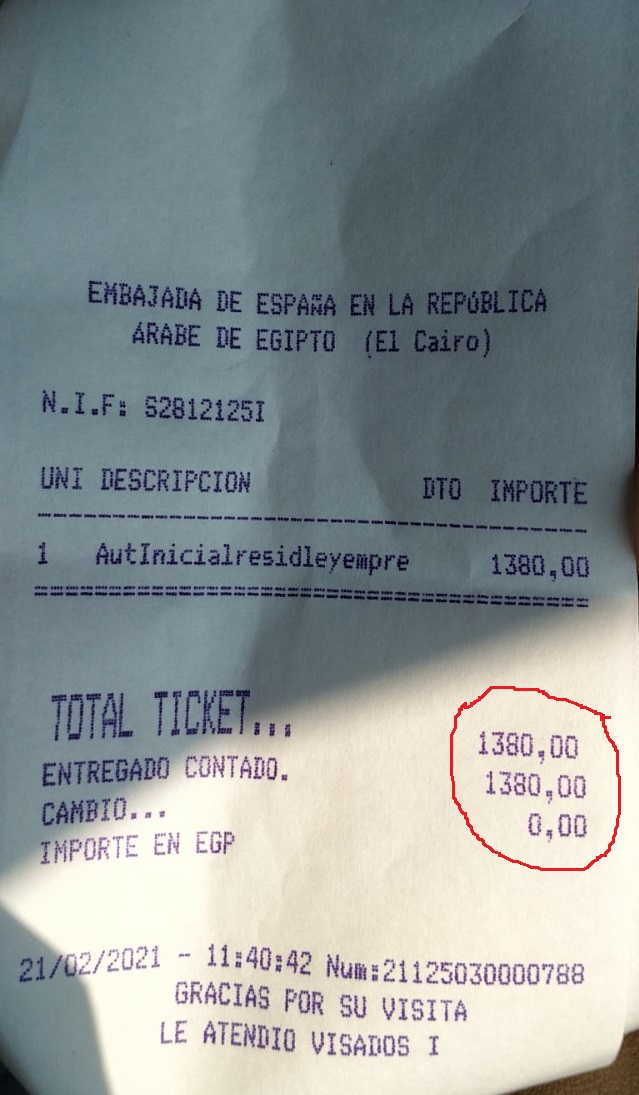 EMBAJADA DE ESPAÑA EN LA REPÚBLICA
ARABE DE EGIPTO (El Cairo)
N.I.F: S2812125I
UNI DESCRIPCION DTO IMPORTE
1 AutInicialresidleyempre 1380,00
TOTAL TICKET... 1380,00
ENTREGADO CONTADO. 1380,00
CAMBIO... 0,00
IMPORTE EN EGP
21/02/2021 - 11:40:42 Num:21125030000788
GRACIAS POR SU VISITA
LE ATENDIO VISADOS I